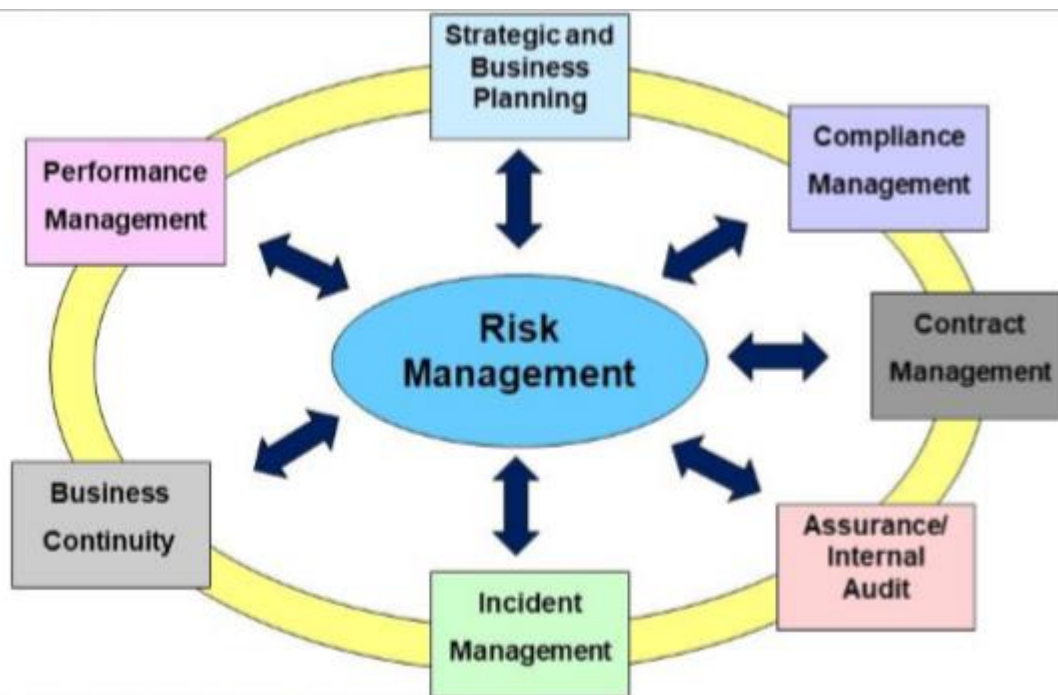 Strategic and
Business
Planning
Compliance
Management
Performance
Management
Risk
Management
Contract
Management
Business
Continuity
Assurance/
Internal
Audit
Incident
Management